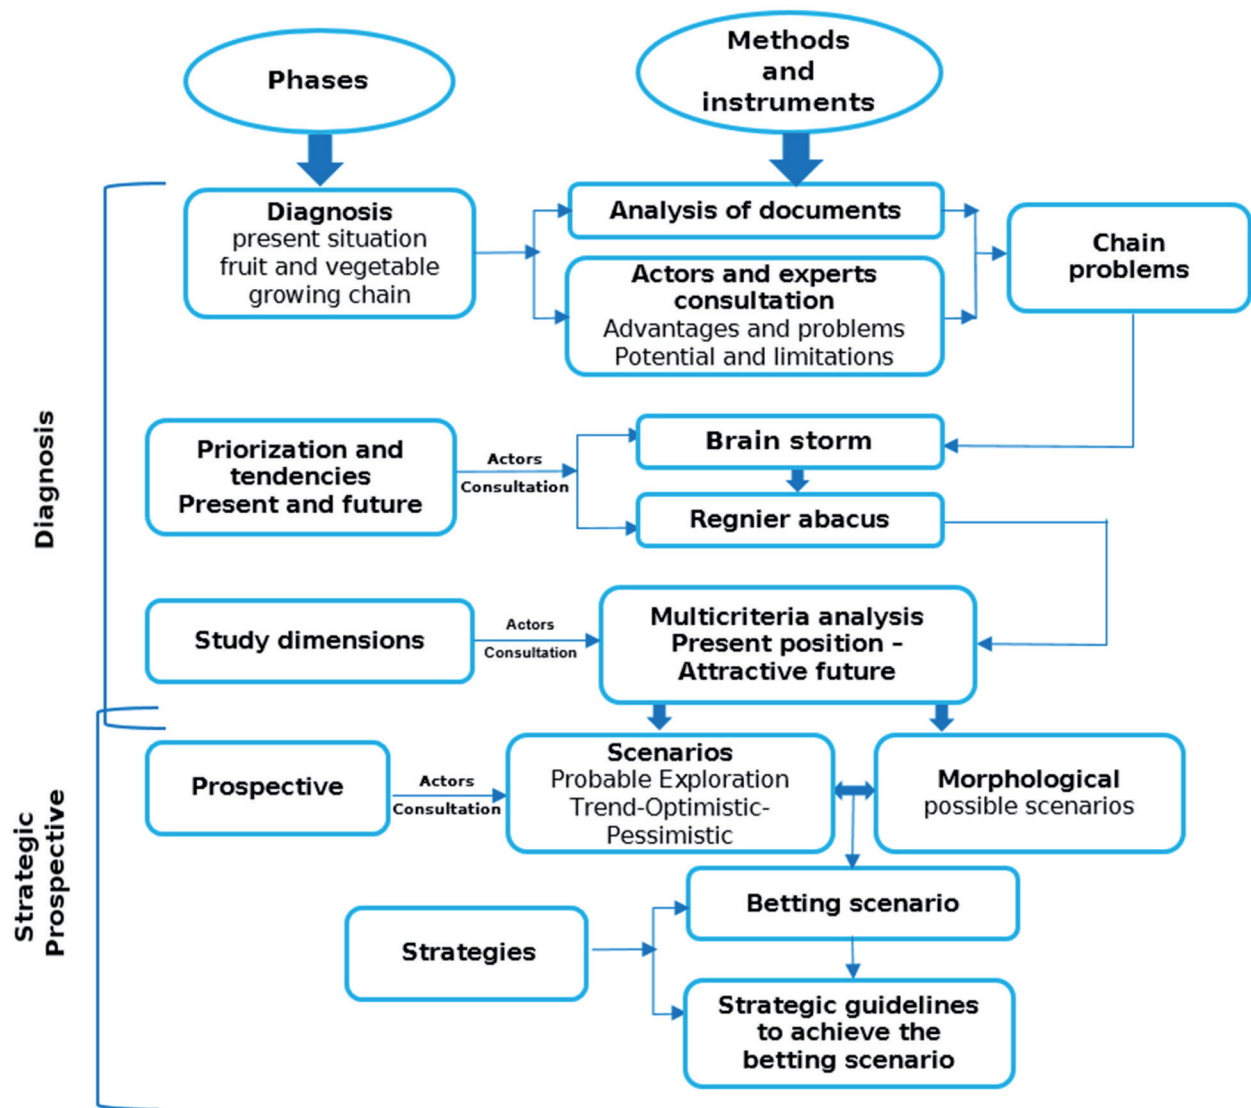 Phases
Methods
and
instruments
Diagnosis
present situation
fruit and vegetable
growing chain
Analysis of documents
Actors and experts
consultation
Advantages and problems
Potential and limitations
Chain
problems
Diagnosis
Priorization and
tendencies
Present and future
Actors
Consultation
Brain storm
Regnier abacus
Study dimensions
Actors
Consultation
Multicriteria analysis
Present position –
Attractive future
Strategic
Prospective
Prospective
Actors
Consultation
Scenarios
Probable Exploration
Trend-Optimistic-
Pessimistic
Morphological
possible scenarios
Strategies
Betting scenario
Strategic guidelines
to achieve the
betting scenario